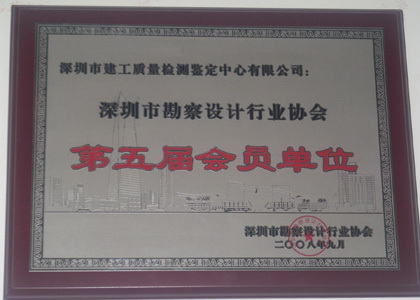 深圳市建工质量检测鉴定中心有限公司：
深圳市勘察设计行业协会
第五届会员单位
深圳市勘察设计行业协会
二〇〇八年九月